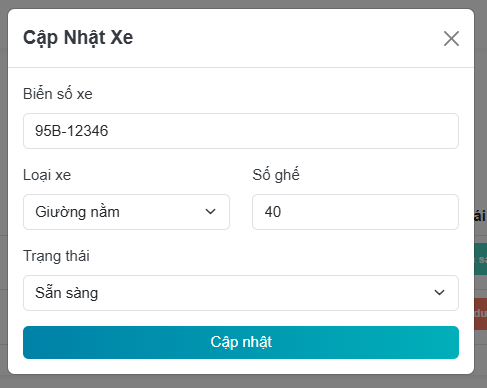 Cập Nhật Xe
Biển số xe
95B-12346
Loại xe
Số ghế
Giường nằm
40
Trạng thái
Sẵn sàng
Cập nhật